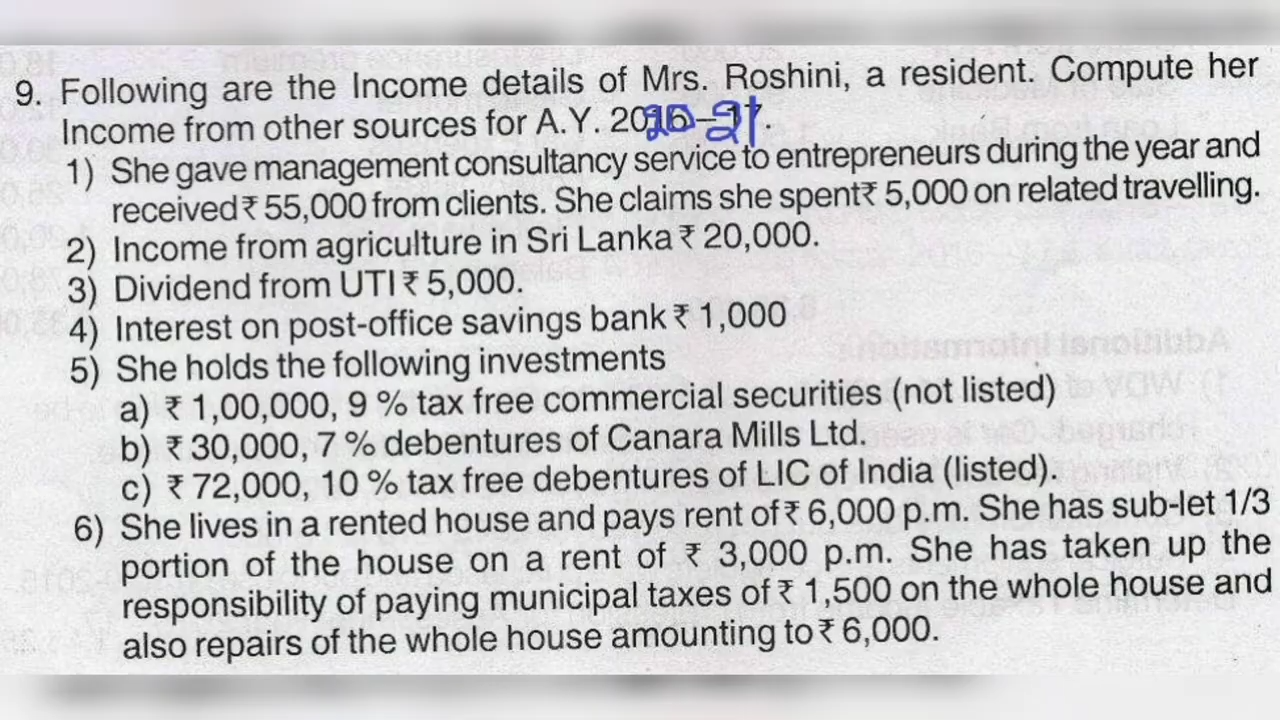 9. Following are the Income details of Mrs. Roshini, a resident. Compute her
Income from other sources for A.Y. 2020-21.
1) She gave management consultancy service to entrepreneurs during the year and
received ₹ 55,000 from clients. She claims she spent ₹ 5,000 on related travelling.
2) Income from agriculture in Sri Lanka ₹ 20,000.
3) Dividend from UTI ₹ 5,000.
4) Interest on post-office savings bank ₹ 1,000
5) She holds the following investments
a) ₹ 1,00,000, 9 % tax free commercial securities (not listed)
b) ₹ 30,000, 7 % debentures of Canara Mills Ltd.
c) ₹ 72,000, 10 % tax free debentures of LIC of India (listed).
6) She lives in a rented house and pays rent of ₹ 6,000 p.m. She has sub-let 1/3
portion of the house on a rent of ₹ 3,000 p.m. She has taken up the
responsibility of paying municipal taxes of ₹ 1,500 on the whole house and
also repairs of the whole house amounting to ₹ 6,000.